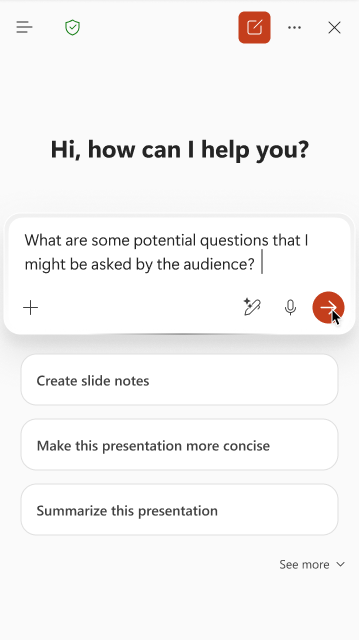 Hi, how can I help you?
What are some potential questions that I
might be asked by the audience?
Create slide notes
Make this presentation more concise
Summarize this presentation
See more